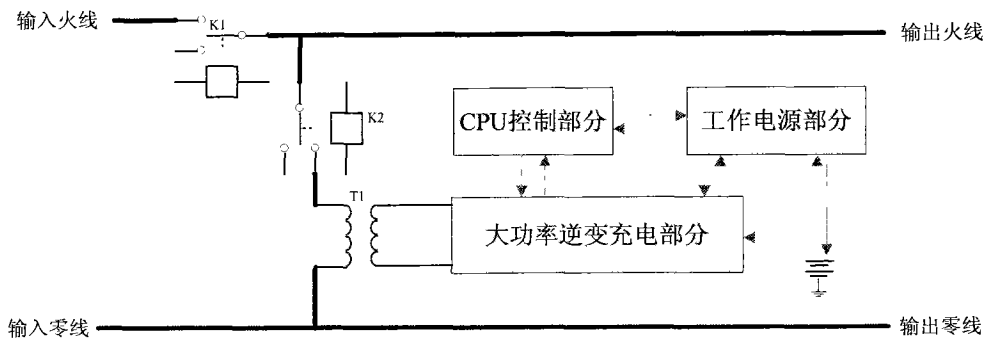 输入火线
K1
输出火线
K2
CPU控制部分
工作电源部分
T1
大功率逆变充电部分
输入零线
输出零线